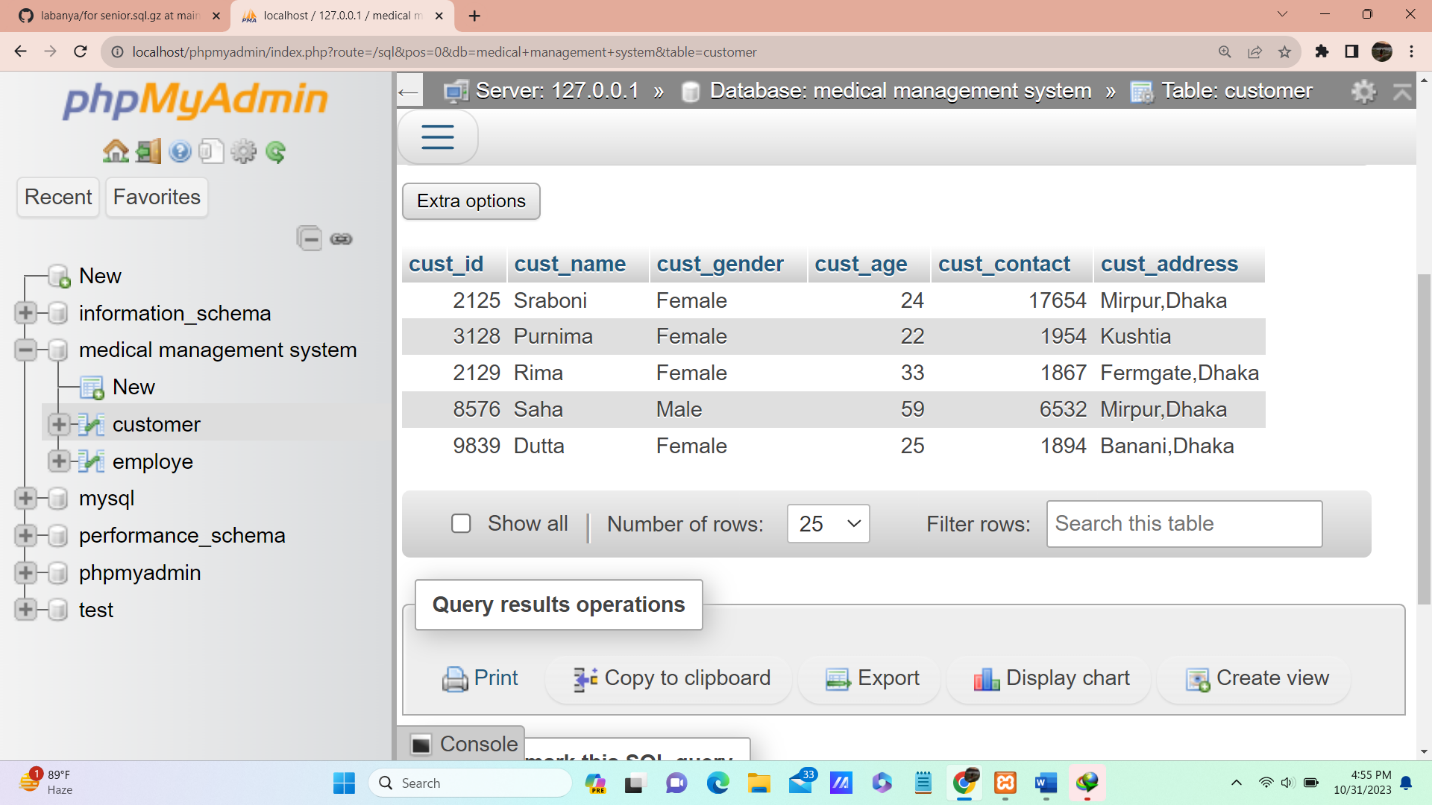 labanya/for senior.sql.gz at main
localhost / 127.0.0.1 / medical m
localhost/phpmyadmin/index.php?route=/sql&pos=0&db=medical+management+system&table=customer
phpMyAdmin
Recent Favorites
New
information_schema
medical management system
New
customer
employe
mysql
performance_schema
phpmyadmin
test
Server: 127.0.0.1 » Database: medical management system » Table: customer
Extra options
cust_id cust_name cust_gender cust_age cust_contact cust_address
2125 Sraboni Female 24 17654 Mirpur,Dhaka
3128 Purnima Female 22 1954 Kushtia
2129 Rima Female 33 1867 Fermgate,Dhaka
8576 Saha Male 59 6532 Mirpur,Dhaka
9839 Dutta Female 25 1894 Banani,Dhaka
Show all Number of rows: 25 Filter rows: Search this table
Query results operations
Print Copy to clipboard Export Display chart Create view
Console
mark this SQL query
1 89°F
Haze
Search
PRE
33
4:55 PM
10/31/2023